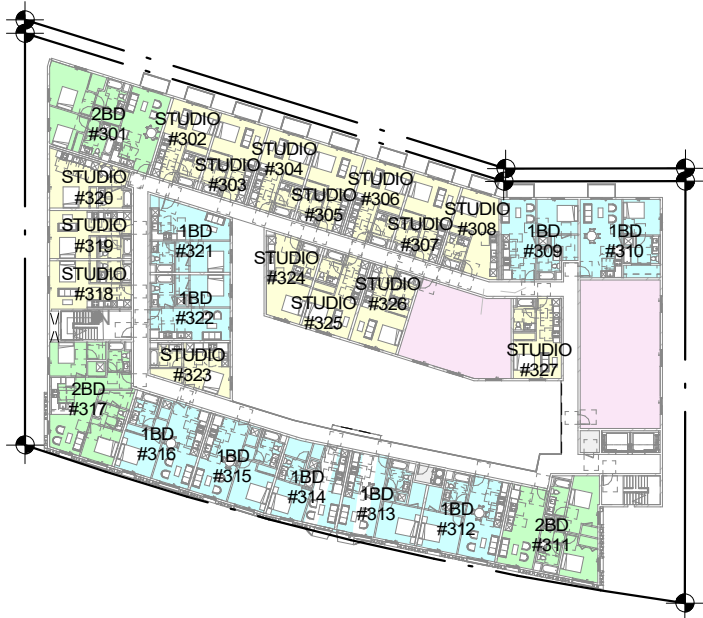 2BD
#301
STUDIO
#302
STUDIO
#303
STUDIO
#304
STUDIO
#305
STUDIO
#306
STUDIO
#307
STUDIO
#308
1BD
#309
1BD
#310
STUDIO
#320
STUDIO
#319
STUDIO
#318
1BD
#321
1BD
#322
STUDIO
#323
STUDIO
#324
STUDIO
#325
STUDIO
#326
STUDIO
#327
2BD
#317
1BD
#316
1BD
#315
1BD
#314
1BD
#313
1BD
#312
2BD
#311